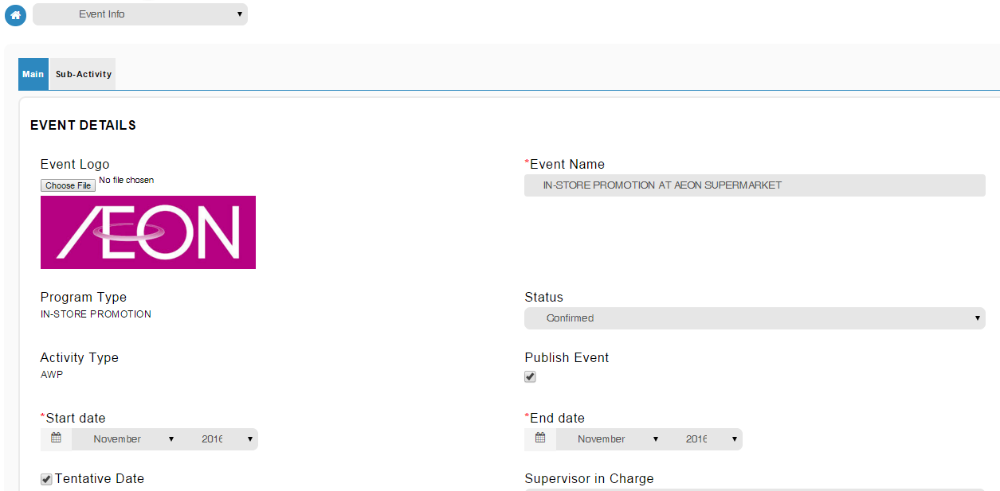 Event Info
Main
Sub-Activity
EVENT DETAILS
Event Logo
Choose File No file chosen
AEON
*Event Name
IN-STORE PROMOTION AT AEON SUPERMARKET
Program Type
IN-STORE PROMOTION
Status
Confirmed
Activity Type
AWP
Publish Event
*Start date
November 2016
*End date
November 2016
Tentative Date
Supervisor in Charge